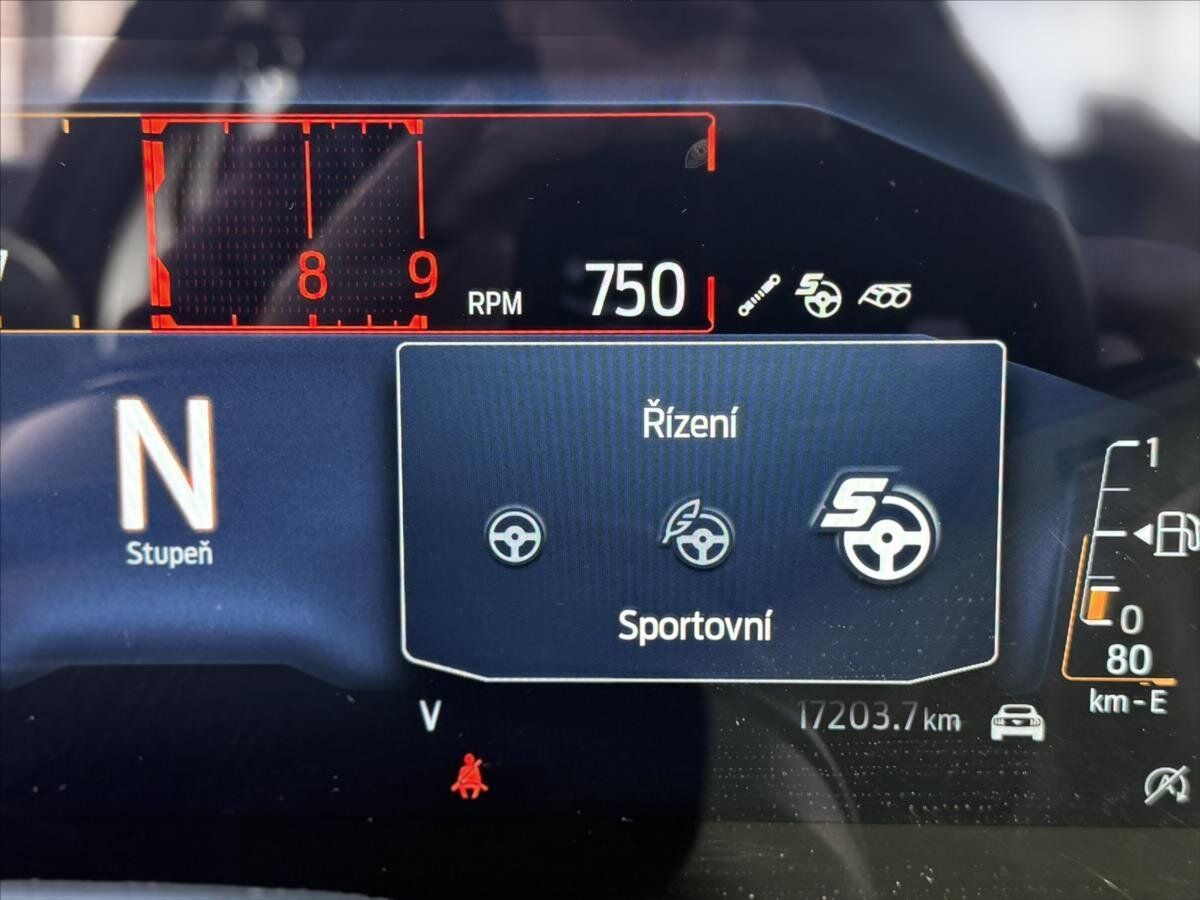 8 9
RPM 750
S
Řízení
N
Stupeň
S
Sportovní
1
0
80
km-E
V
17203.7 km
A